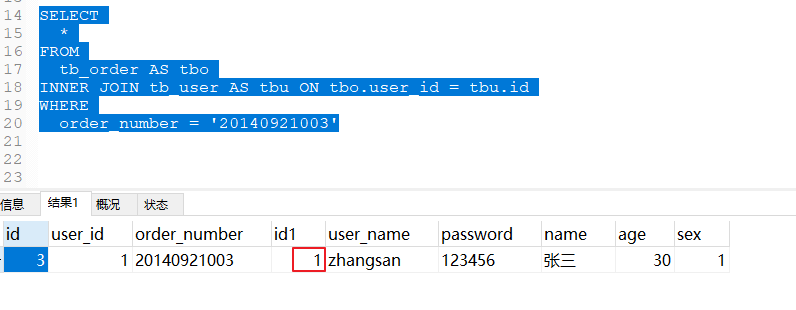 14 SELECT
15 *
16 FROM
17 tb_order AS tbo
18 INNER JOIN tb_user AS tbu ON tbo.user_id = tbu.id
19 WHERE
20 order_number = '20140921003'
21
22
23
信息 结果1 概况 状态
id user_id order_number id1 user_name password name age sex
3 1 20140921003 1 zhangsan 123456 张三 30 1